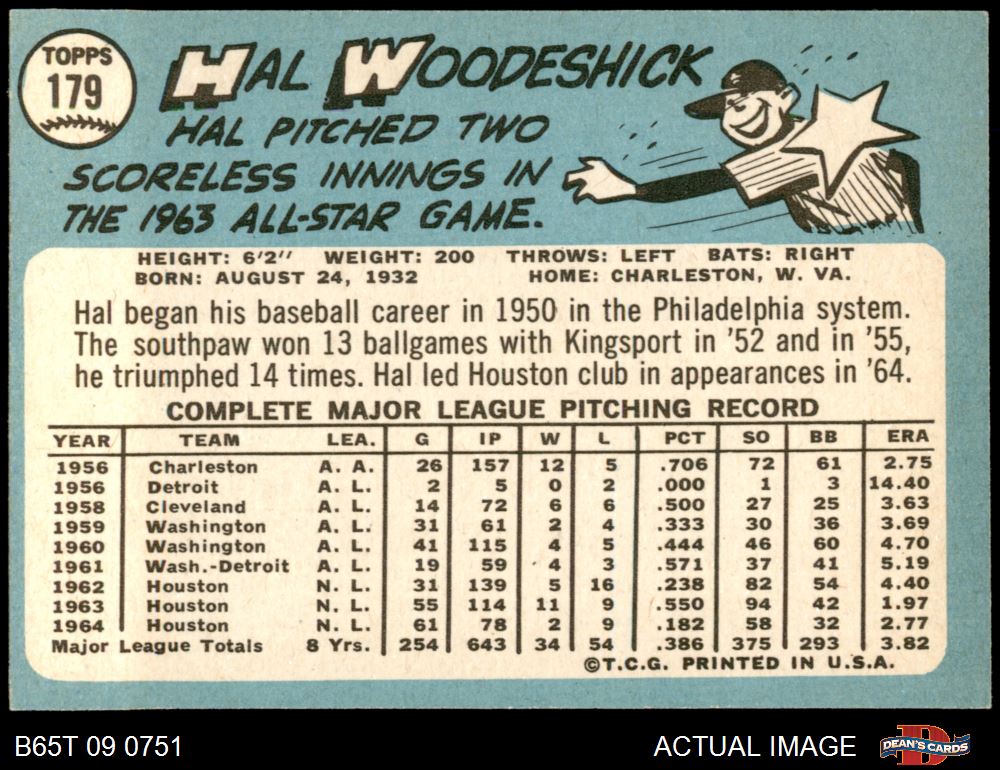 TOPPS
179
HAL WOODESHICK
HAL PITCHED TWO
SCORELESS INNINGS IN
THE 1963 ALL-STAR GAME.
HEIGHT: 6'2" WEIGHT: 200 THROWS: LEFT BATS: RIGHT
BORN: AUGUST 24, 1932 HOME: CHARLESTON, W. VA.
Hal began his baseball career in 1950 in the Philadelphia system.
The southpaw won 13 ballgames with Kingsport in '52 and in '55,
he triumphed 14 times. Hal led Houston club in appearances in '64.
COMPLETE MAJOR LEAGUE PITCHING RECORD
YEAR TEAM LEA. G IP W L PCT SO BB ERA
1956 Charleston A. A. 26 157 12 5 .706 72 61 2.75
1956 Detroit A. L. 2 5 0 2 .000 1 3 14.40
1958 Cleveland A. L. 14 72 6 6 .500 27 25 3.63
1959 Washington A. L. 31 61 2 4 .333 30 36 3.69
1960 Washington A. L. 41 115 4 5 .444 46 60 4.70
1961 Wash.-Detroit A. L. 19 59 4 3 .571 37 41 5.19
1962 Houston N. L. 31 139 5 16 .238 82 54 4.40
1963 Houston N. L. 55 114 11 9 .550 94 42 1.97
1964 Houston N. L. 61 78 2 9 .182 58 32 2.77
Major League Totals 8 Yrs. 254 643 34 54 .386 375 293 3.82
©T.C.G. PRINTED IN U.S.A.
B65T 09 0751 ACTUAL IMAGE D DEAN'S CARDS